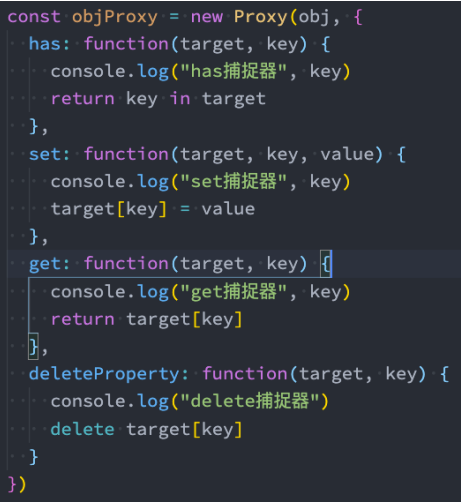 const objProxy = new Proxy(obj, {
  has: function(target, key) {
    console.log("has捕捉器", key)
    return key in target
  },
  set: function(target, key, value) {
    console.log("set捕捉器", key)
    target[key] = value
  },
  get: function(target, key) {
    console.log("get捕捉器", key)
    return target[key]
  },
  deleteProperty: function(target, key) {
    console.log("delete捕捉器")
    delete target[key]
  }
})